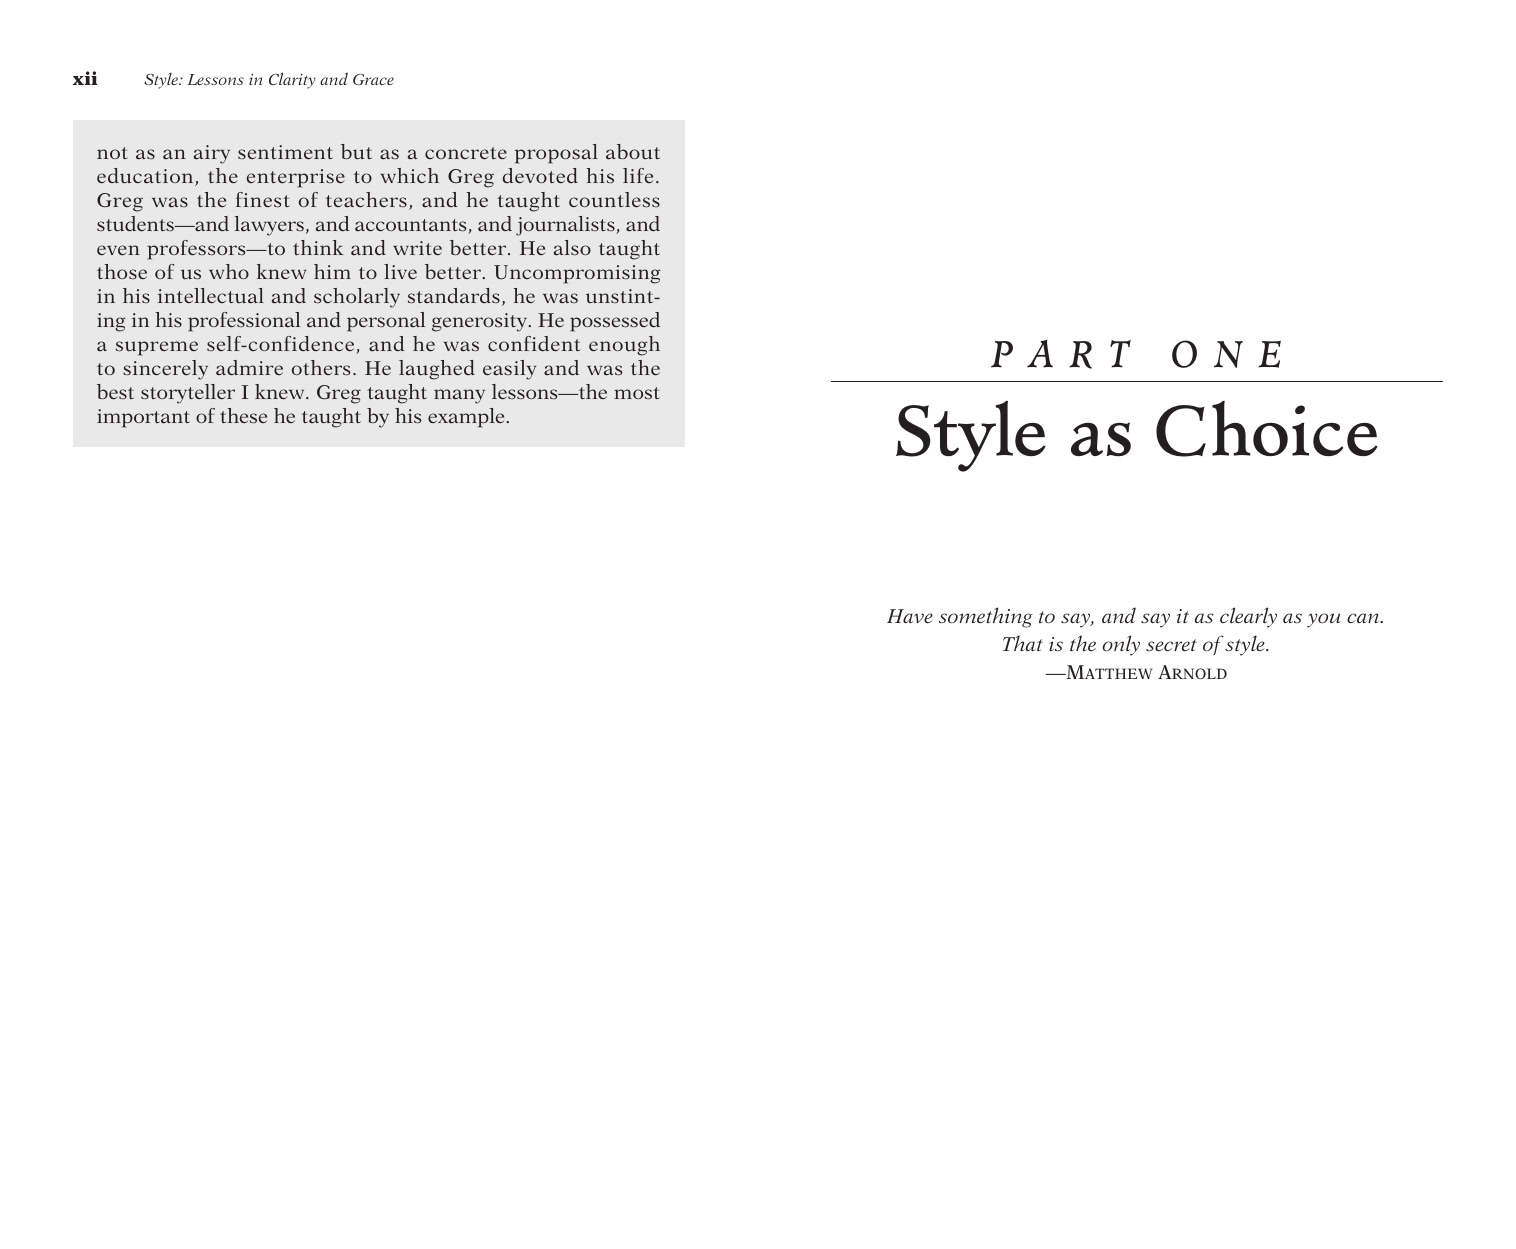 xii Style: Lessons in Clarity and Grace
not as an airy sentiment but as a concrete proposal about
education, the enterprise to which Greg devoted his life.
Greg was the finest of teachers, and he taught countless
students—and lawyers, and accountants, and journalists, and
even professors—to think and write better. He also taught
those of us who knew him to live better. Uncompromising
in his intellectual and scholarly standards, he was unstint-
ing in his professional and personal generosity. He possessed
a supreme self-confidence, and he was confident enough
to sincerely admire others. He laughed easily and was the
best storyteller I knew. Greg taught many lessons—the most
important of these he taught by his example.
PART ONE
Style as Choice
Have something to say, and say it as clearly as you can.
That is the only secret of style.
—Matthew Arnold